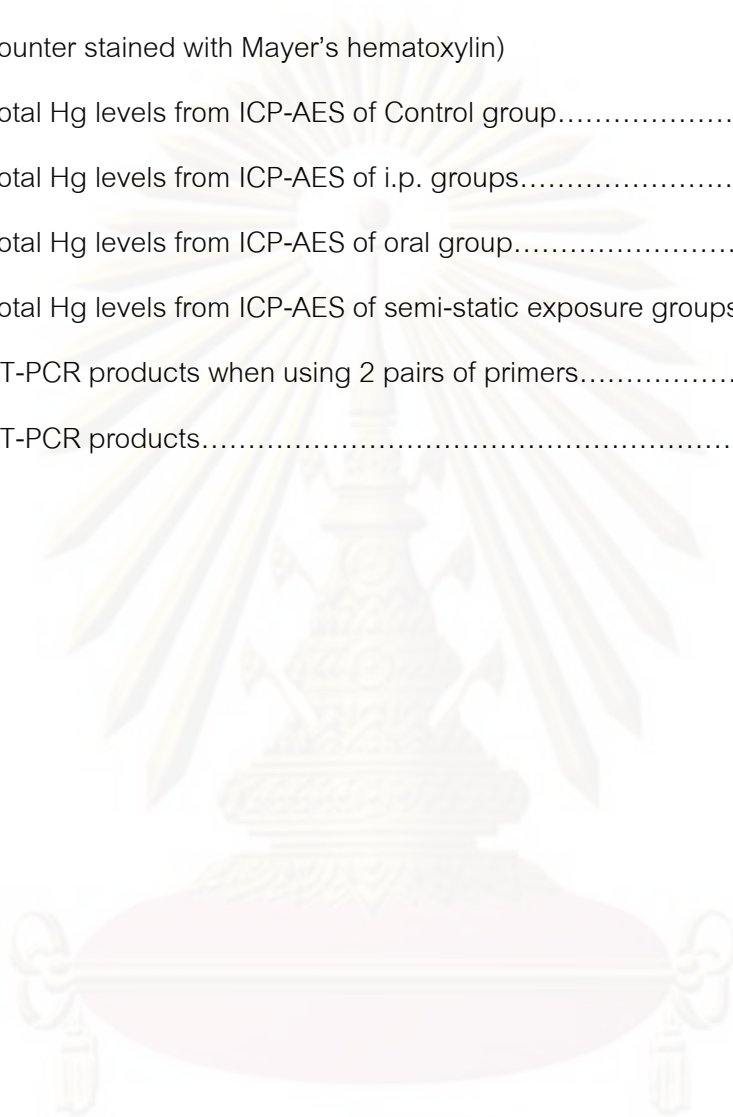 ounter stained with Mayer's hematoxylin)
otal Hg levels from ICP-AES of Control group...................
otal Hg levels from ICP-AES of i.p. groups.......................
otal Hg levels from ICP-AES of oral group........................
otal Hg levels from ICP-AES of semi-static exposure groups
T-PCR products when using 2 pairs of primers.................
T-PCR products..........................................................